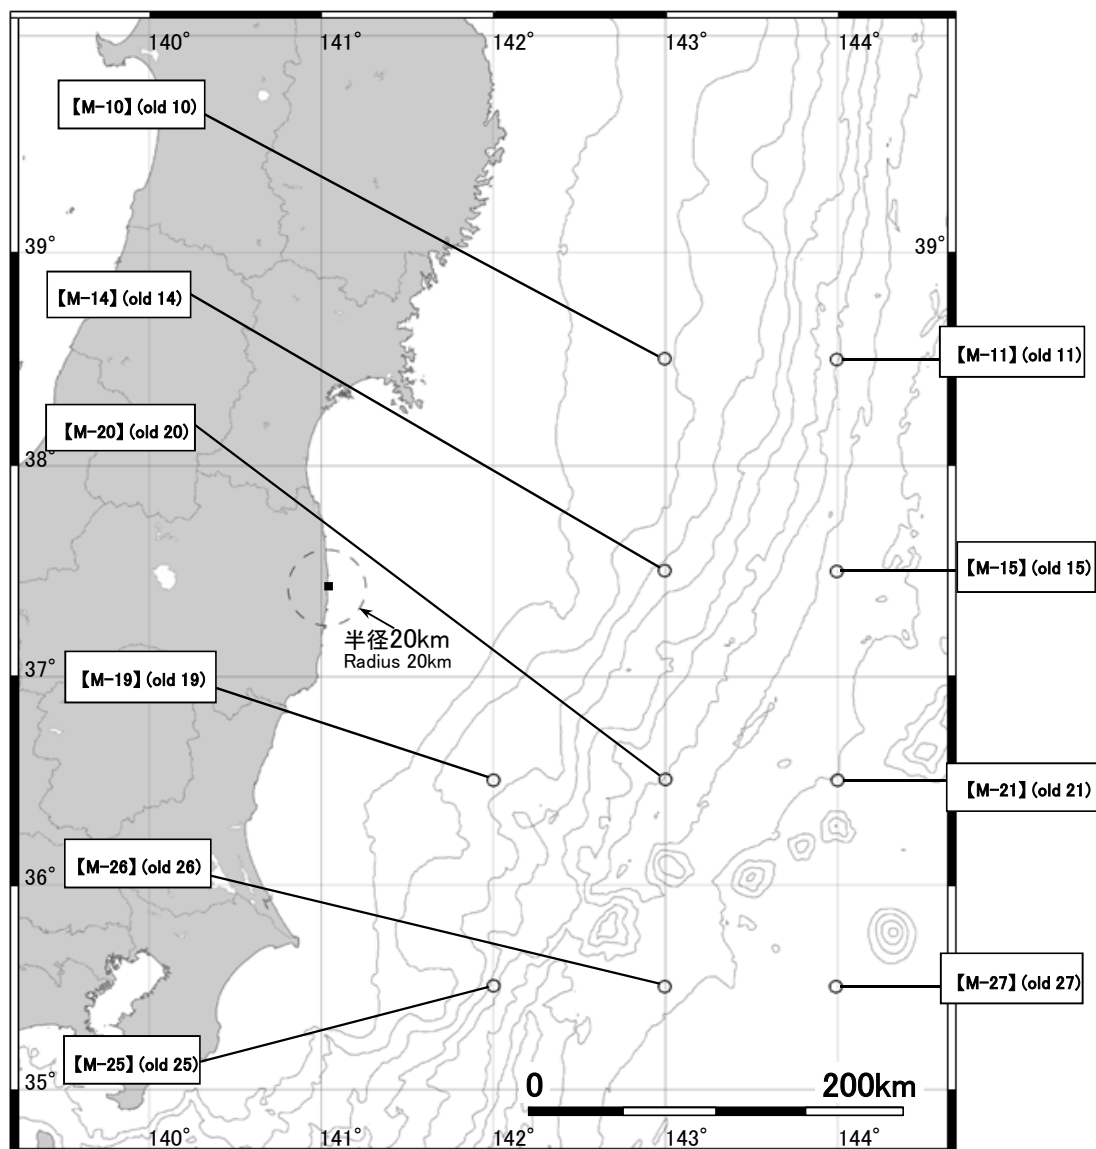 140°
141°
142°
143°
144°
【M-10】(old 10)
39°
39°
【M-14】(old 14)
【M-11】(old 11)
【M-20】(old 20)
38°
【M-15】(old 15)
半径20km
Radius 20km
37°
【M-19】(old 19)
【M-21】(old 21)
【M-26】(old 26)
36°
【M-27】(old 27)
【M-25】(old 25)
35°
0
200km
140°
141°
142°
143°
144°